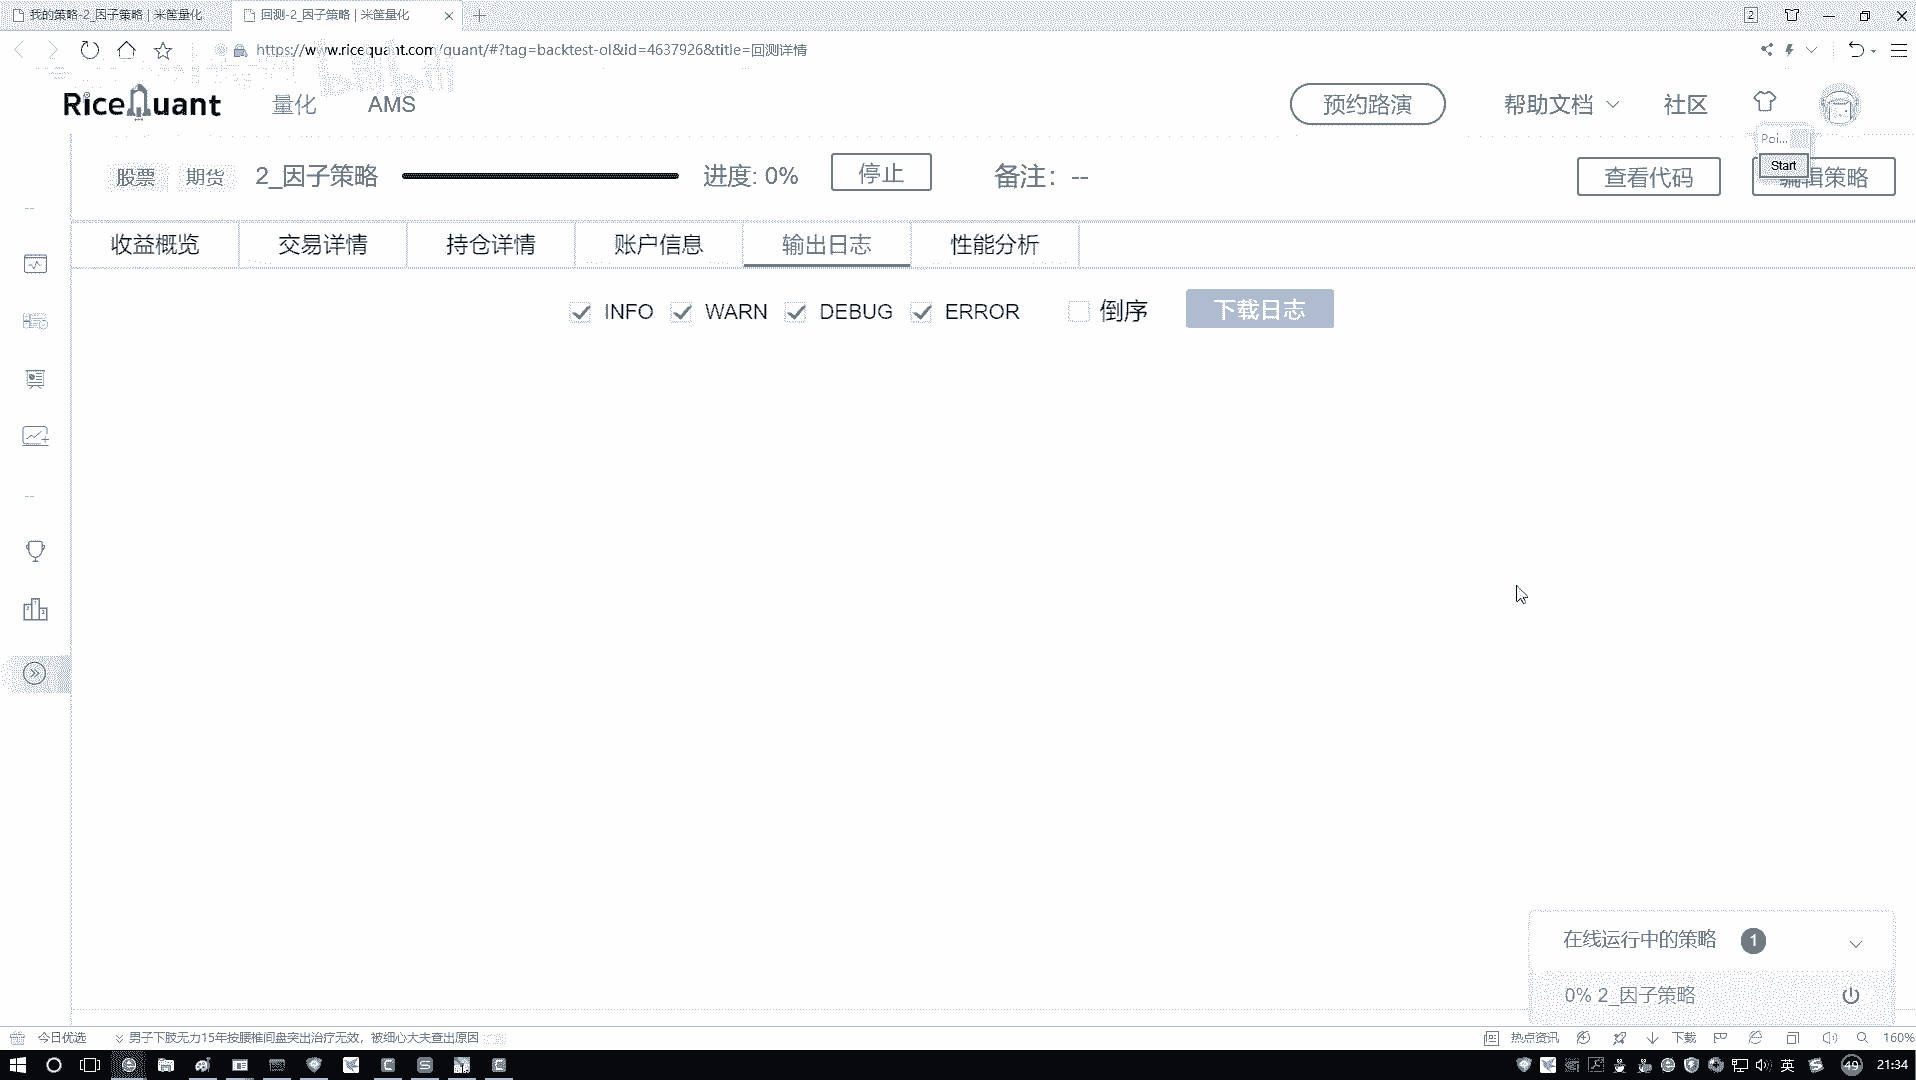 我的策略-2_因子策略 | 米筐量化
回测-2_因子策略 | 米筐量化
2
https://www.ricequant.com/quant/#?tag=backtest-ol&id=4637926&title=回测详情
RiceQuant
量化
AMS
预约路演
帮助文档
社区
Poi...
Start
股票
期货
2_因子策略
进度: 0%
停止
备注: --
查看代码
编辑策略
收益概览
交易详情
持仓详情
账户信息
输出日志
性能分析
INFO
WARN
DEBUG
ERROR
倒序
下载日志
在线运行中的策略
1
0% 2_因子策略
今日优选
男子下肢无力15年按腰椎间盘突出治疗无效，被细心大夫查出原因
热点资讯
下载
160%
英
49
21:34